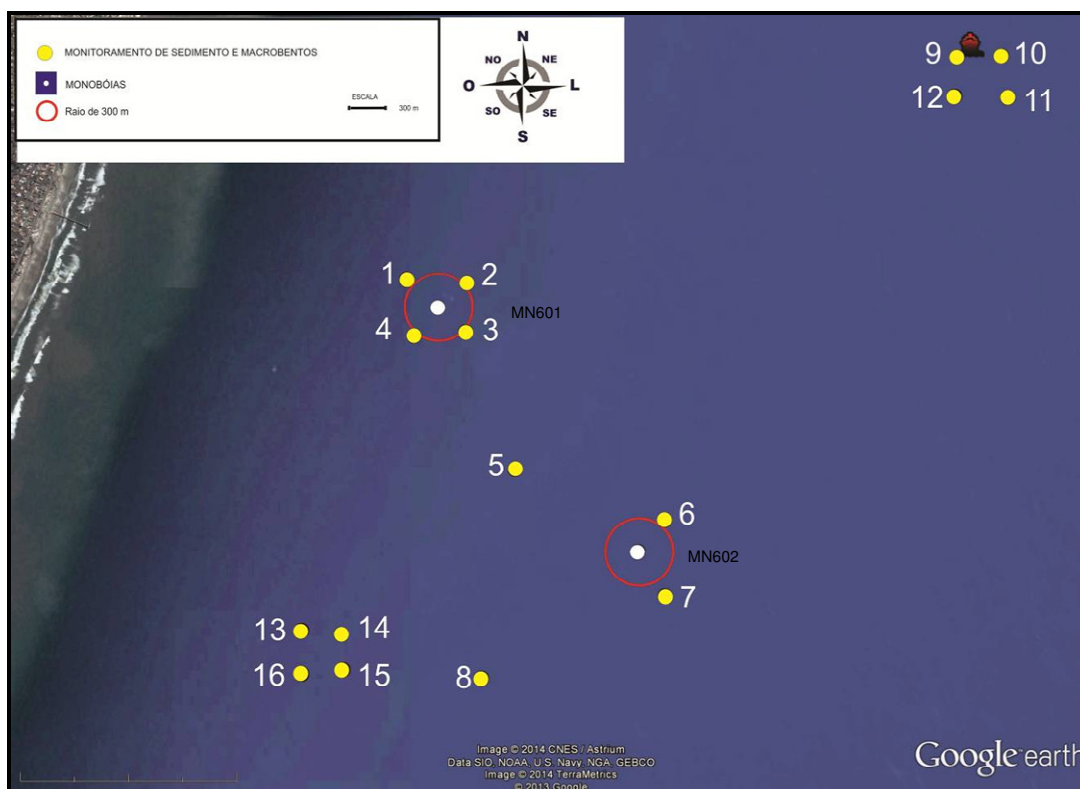 MONITORAMENTO DE SEDIMENTO E MACROBENTOS
MONOBÓIAS
Raio de 300 m
ESCALA
300 m
N
NO
NE
O
L
SO
SE
S
9
10
12
11
1
2
4
3
MN601
5
6
MN602
7
13
14
16
15
8
Image © 2014 CNES / Astrium
Data SIO, NOAA, U.S. Navy, NGA, GEBCO
Image © 2014 TerraMetrics
© 2013 Google
Google earth